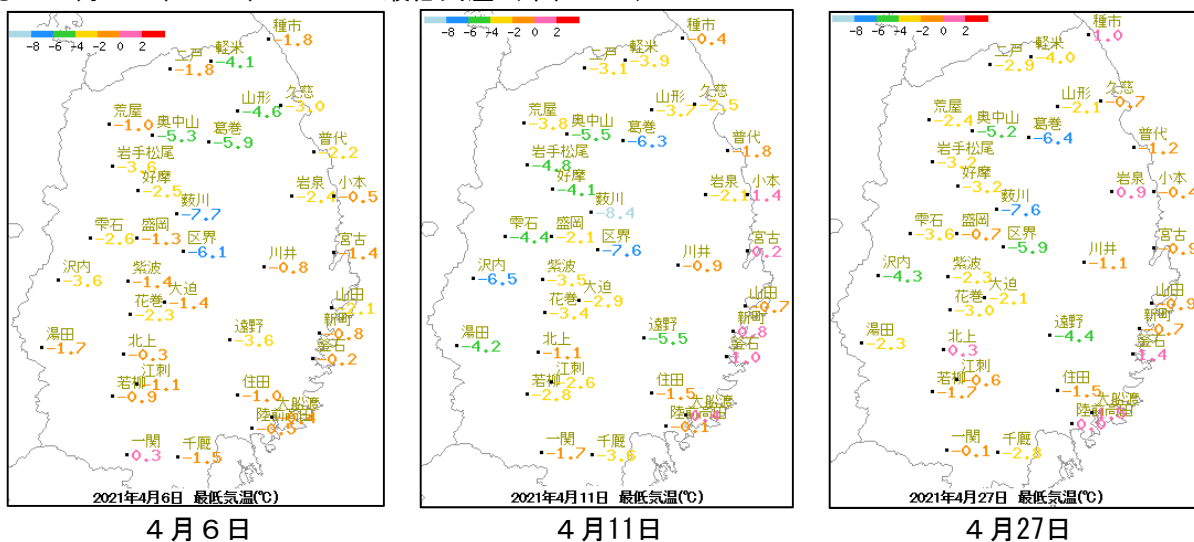 -8 -6 -4 -2 0 2
種市
-1.8
二戸
-1.8
軽米
-4.1
山形
-4.6
久慈
-3.0
荒屋
-1.0
奥中山
-5.3
葛巻
-5.9
普代
-2.2
岩手松尾
-3.6
好摩
-2.5
岩泉
-2.4
小本
-0.5
薮川
-7.7
雫石
-2.6
盛岡
-1.3
区界
-6.1
宮古
-1.4
川井
-0.8
沢内
-3.6
紫波
-1.4
大迫
-1.4
花巻
-2.3
山田
-2.1
湯田
-1.7
北上
-0.3
遠野
-3.6
新町
-0.8
釜石
江刺
-1.1
若柳
-0.9
住田
-1.0
大船渡
陸前高田
一関
0.3
千厩
-1.5
2021年4月6日 最低気温(℃)
4月6日
-8 -6 -4 -2 0 2
種市
-0.4
二戸
-3.1
軽米
-3.9
山形
-3.7
久慈
-2.5
荒屋
-3.8
奥中山
-5.5
葛巻
-6.3
普代
-1.8
岩手松尾
-4.8
好摩
-4.1
岩泉
-2.1
小本
1.4
薮川
-8.4
雫石
-4.4
盛岡
-2.1
区界
-7.6
宮古
0.2
川井
-0.9
沢内
-6.5
紫波
-3.5
大迫
-2.9
花巻
-3.4
山田
-0.7
湯田
-4.2
北上
-1.1
遠野
-5.5
新町
0.8
釜石
1.0
江刺
-2.6
若柳
-2.8
住田
-1.5
大船渡
陸前高田
-0.1
一関
-1.7
千厩
-3.6
2021年4月11日 最低気温(℃)
4月11日
-8 -6 -4 -2 0 2
種市
1.0
二戸
-2.9
軽米
-4.0
山形
-2.1
久慈
-0.7
荒屋
-2.4
奥中山
-5.2
葛巻
-6.4
普代
-1.2
岩手松尾
-3.2
好摩
-3.2
岩泉
0.9
小本
-0.4
薮川
-7.6
雫石
-3.6
盛岡
-0.7
区界
-5.9
宮古
-0.9
川井
-1.1
沢内
-4.3
紫波
-2.3
大迫
-2.1
花巻
-3.0
山田
-0.9
湯田
-2.3
北上
0.3
遠野
-4.4
新町
-0.7
釜石
1.4
江刺
-0.6
若柳
-1.7
住田
-1.5
大船渡
陸前高田
0.0
一関
-0.1
千厩
-2.8
2021年4月27日 最低気温(℃)
4月27日